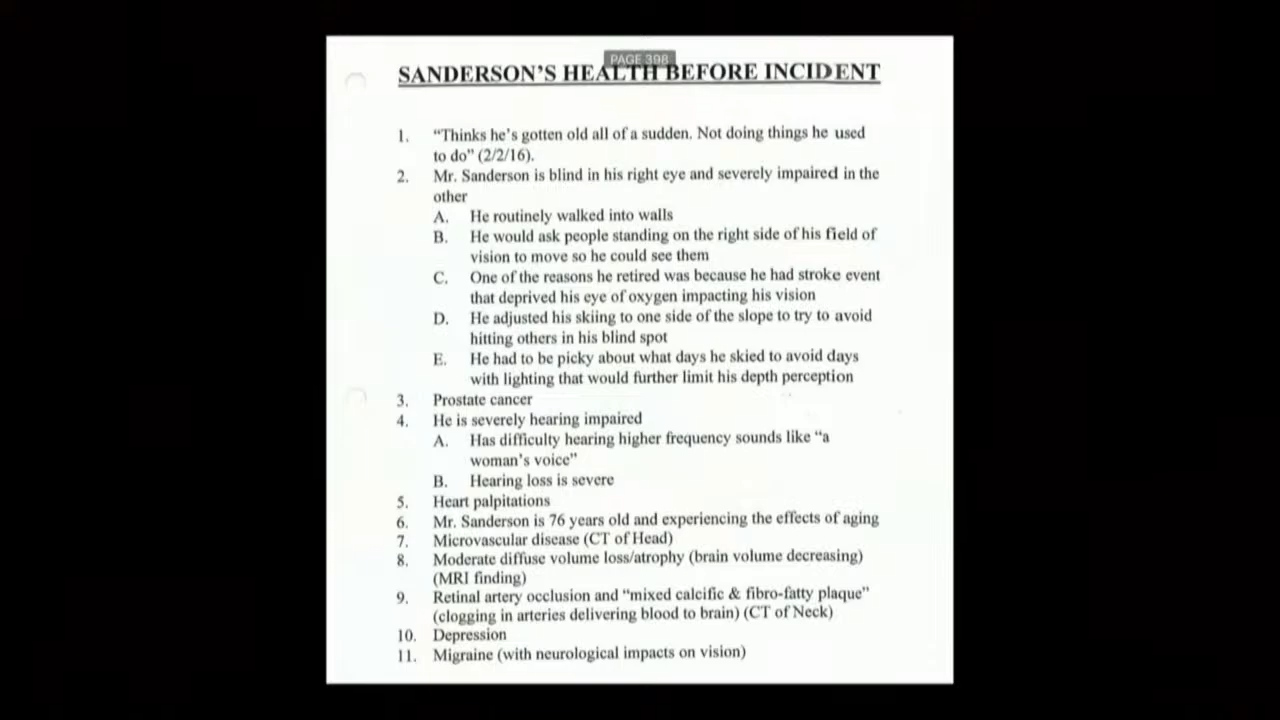 PAGE 398
SANDERSON'S HEALTH BEFORE INCIDENT
1. "Thinks he's gotten old all of a sudden. Not doing things he used
to do" (2/2/16).
2. Mr. Sanderson is blind in his right eye and severely impaired in the
other
A. He routinely walked into walls
B. He would ask people standing on the right side of his field of
vision to move so he could see them
C. One of the reasons he retired was because he had stroke event
that deprived his eye of oxygen impacting his vision
D. He adjusted his skiing to one side of the slope to try to avoid
hitting others in his blind spot
E. He had to be picky about what days he skied to avoid days
with lighting that would further limit his depth perception
3. Prostate cancer
4. He is severely hearing impaired
A. Has difficulty hearing higher frequency sounds like "a
woman's voice"
B. Hearing loss is severe
5. Heart palpitations
6. Mr. Sanderson is 76 years old and experiencing the effects of aging
7. Microvascular disease (CT of Head)
8. Moderate diffuse volume loss/atrophy (brain volume decreasing)
(MRI finding)
9. Retinal artery occlusion and "mixed calcific & fibro-fatty plaque"
(clogging in arteries delivering blood to brain) (CT of Neck)
10. Depression
11. Migraine (with neurological impacts on vision)